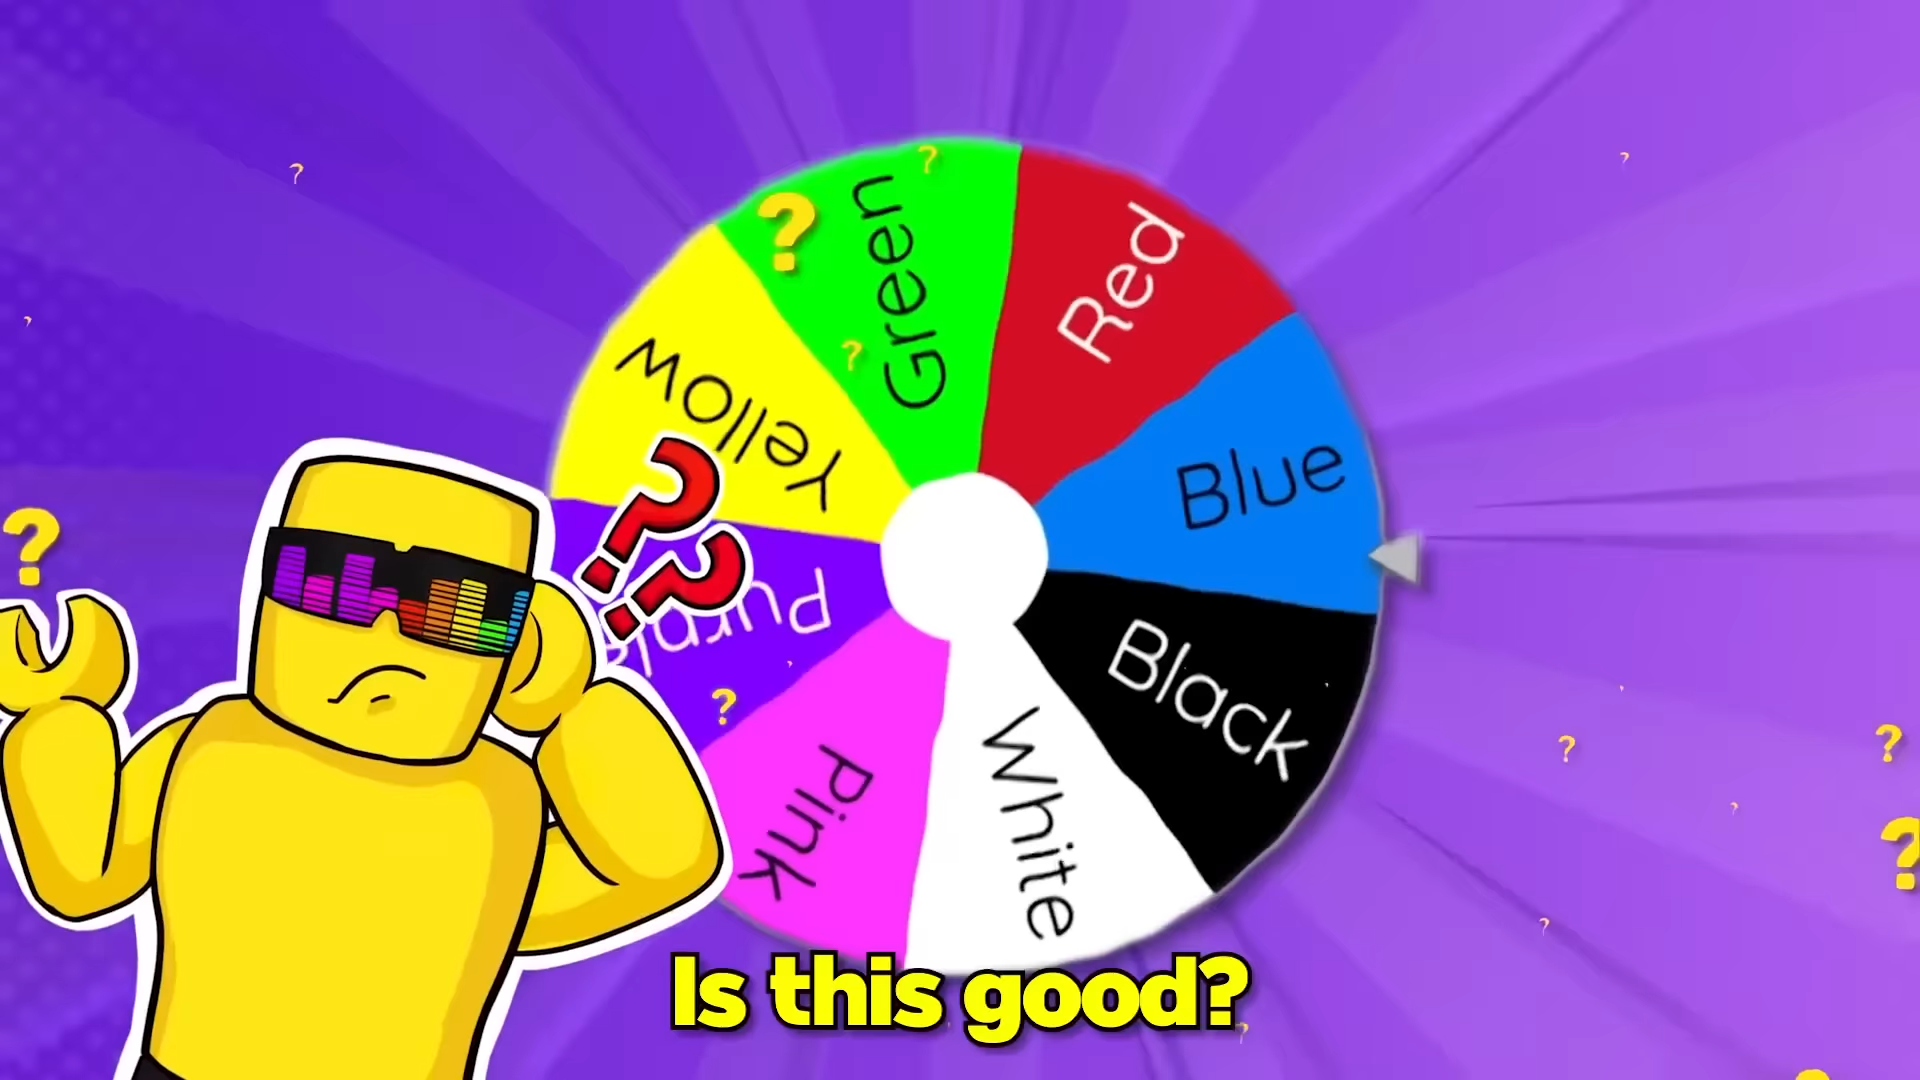 Green
Red
Yellow
Blue
Purple
Black
Pink
White
??
Is this good?